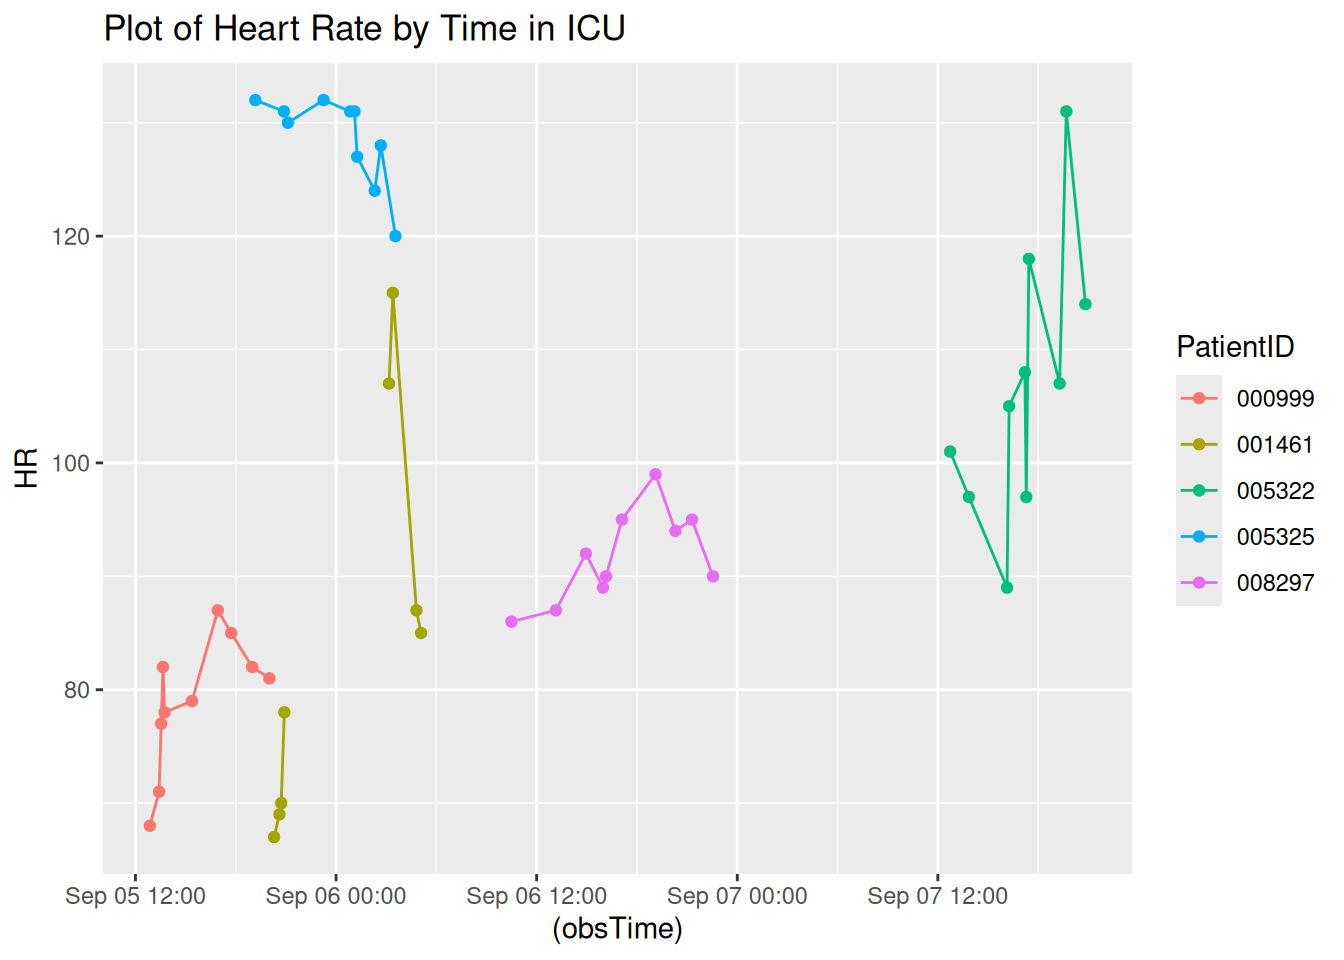 Plot of Heart Rate by Time in ICU
120
100
80
HR
Sep 05 12:00 Sep 06 00:00 Sep 06 12:00 Sep 07 00:00 Sep 07 12:00
(obsTime)
PatientID
000999
001461
005322
005325
008297